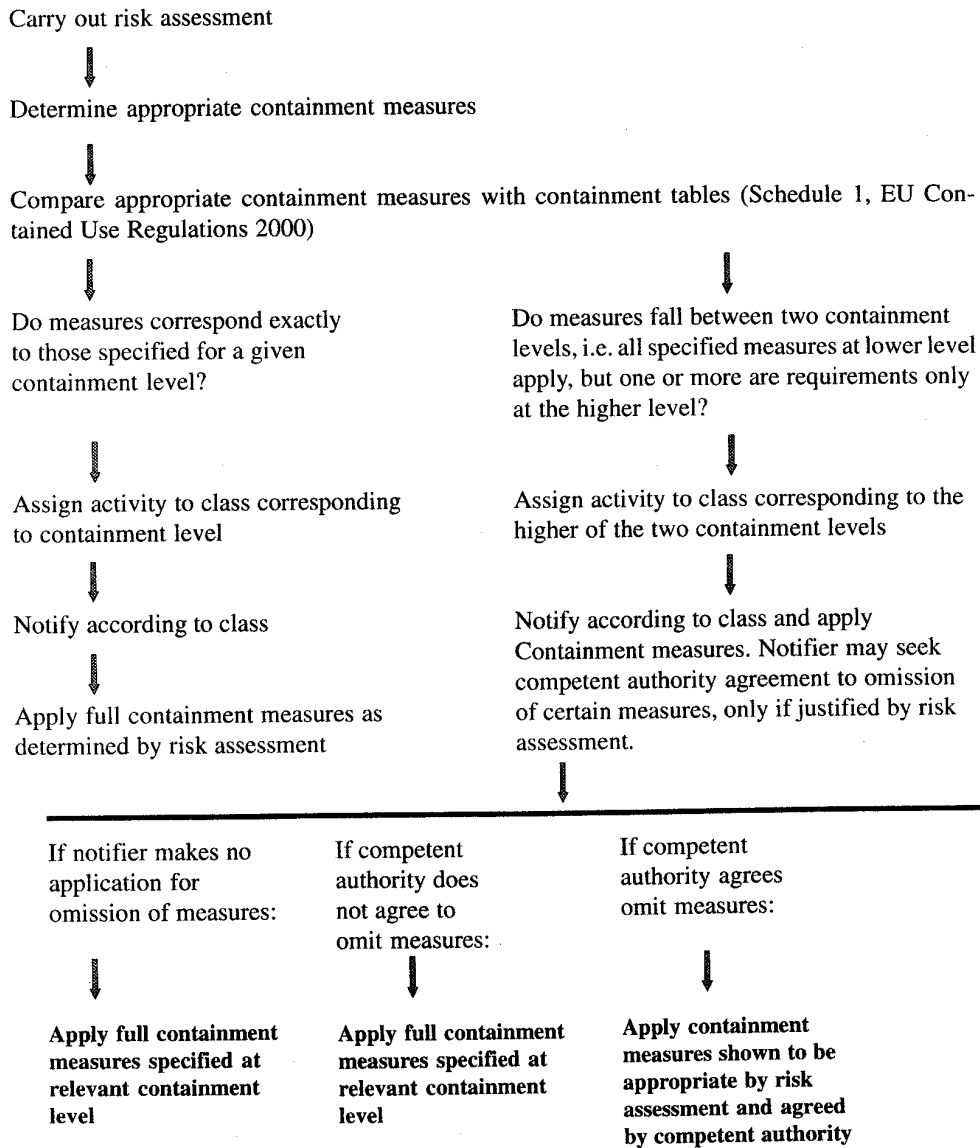 Carry out risk assessment
Determine appropriate containment measures
Compare appropriate containment measures with containment tables (Schedule 1, EU Con-
tained Use Regulations 2000)
Do measures correspond exactly
to those specified for a given
containment level?
Do measures fall between two containment
levels, i.e. all specified measures at lower level
apply, but one or more are requirements only
at the higher level?
Assign activity to class corresponding
to containment level
Assign activity to class corresponding to the
higher of the two containment levels
Notify according to class
Notify according to class and apply
Containment measures. Notifier may seek
competent authority agreement to omission
of certain measures, only if justified by risk
assessment.
Apply full containment measures as
determined by risk assessment
If notifier makes no
application for
omission of measures:
If competent
authority does
not agree to
omit measures:
If competent
authority agrees
omit measures:
Apply full containment
measures specified at
relevant containment
level
Apply full containment
measures specified at
relevant containment
level
Apply containment
measures shown to be
appropriate by risk
assessment and agreed
by competent authority